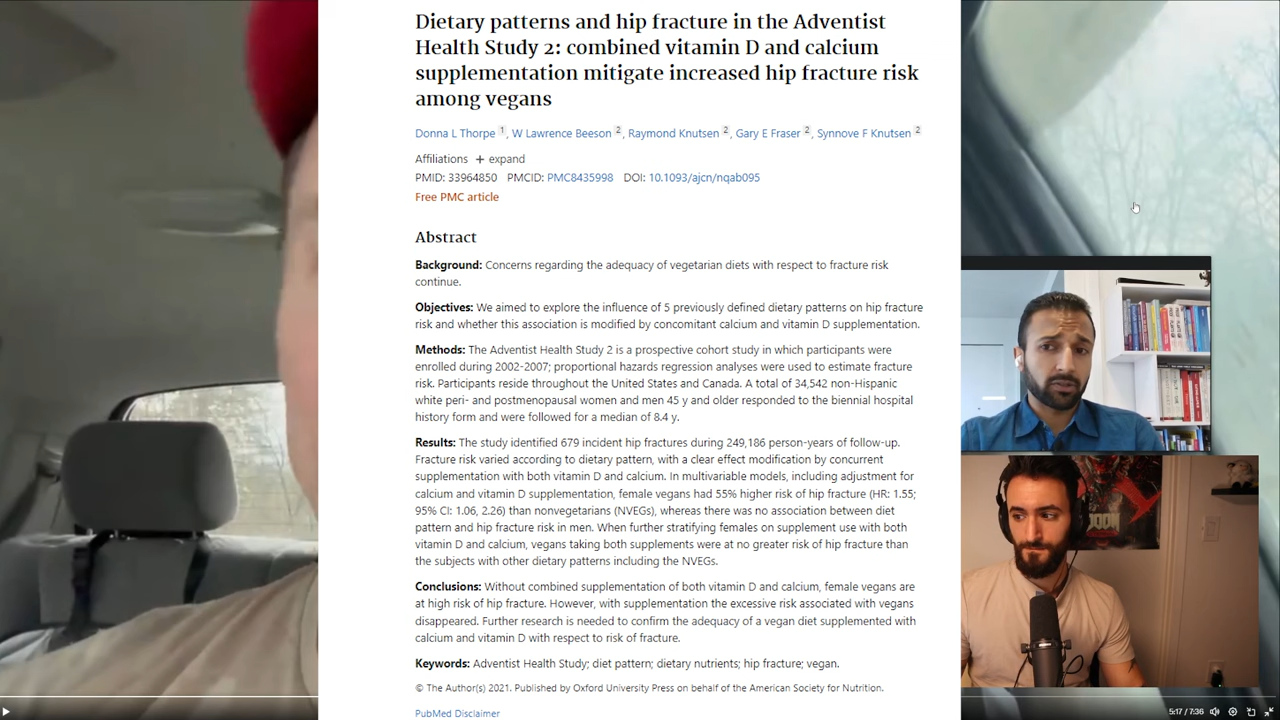 Dietary patterns and hip fracture in the Adventist
Health Study 2: combined vitamin D and calcium
supplementation mitigate increased hip fracture risk
among vegans
Donna L Thorpe 1, W Lawrence Beeson 2, Raymond Knutsen 2, Gary E Fraser 2, Synnove F Knutsen 2
Affiliations + expand
PMID: 33964850 PMCID: PMC8435998 DOI: 10.1093/ajcn/nqab095
Free PMC article
Abstract
Background: Concerns regarding the adequacy of vegetarian diets with respect to fracture risk
continue.
Objectives: We aimed to explore the influence of 5 previously defined dietary patterns on hip fracture
risk and whether this association is modified by concomitant calcium and vitamin D supplementation.
Methods: The Adventist Health Study 2 is a prospective cohort study in which participants were
enrolled during 2002-2007; proportional hazards regression analyses were used to estimate fracture
risk. Participants reside throughout the United States and Canada. A total of 34,542 non-Hispanic
white peri- and postmenopausal women and men 45 y and older responded to the biennial hospital
history form and were followed for a median of 8.4 y.
Results: The study identified 679 incident hip fractures during 249,186 person-years of follow-up.
Fracture risk varied according to dietary pattern, with a clear effect modification by concurrent
supplementation with both vitamin D and calcium. In multivariable models, including adjustment for
calcium and vitamin D supplementation, female vegans had 55% higher risk of hip fracture (HR: 1.55;
95% CI: 1.06, 2.26) than nonvegetarians (NVEGs), whereas there was no association between diet
pattern and hip fracture risk in men. When further stratifying females on supplement use with both
vitamin D and calcium, vegans taking both supplements were at no greater risk of hip fracture than
the subjects with other dietary patterns including the NVEGs.
Conclusions: Without combined supplementation of both vitamin D and calcium, female vegans are
at high risk of hip fracture. However, with supplementation the excessive risk associated with vegans
disappeared. Further research is needed to confirm the adequacy of a vegan diet supplemented with
calcium and vitamin D with respect to risk of fracture.
Keywords: Adventist Health Study; diet pattern; dietary nutrients; hip fracture; vegan.
© The Author(s) 2021. Published by Oxford University Press on behalf of the American Society for Nutrition.
PubMed Disclaimer
DOOM
5:17 / 7:36